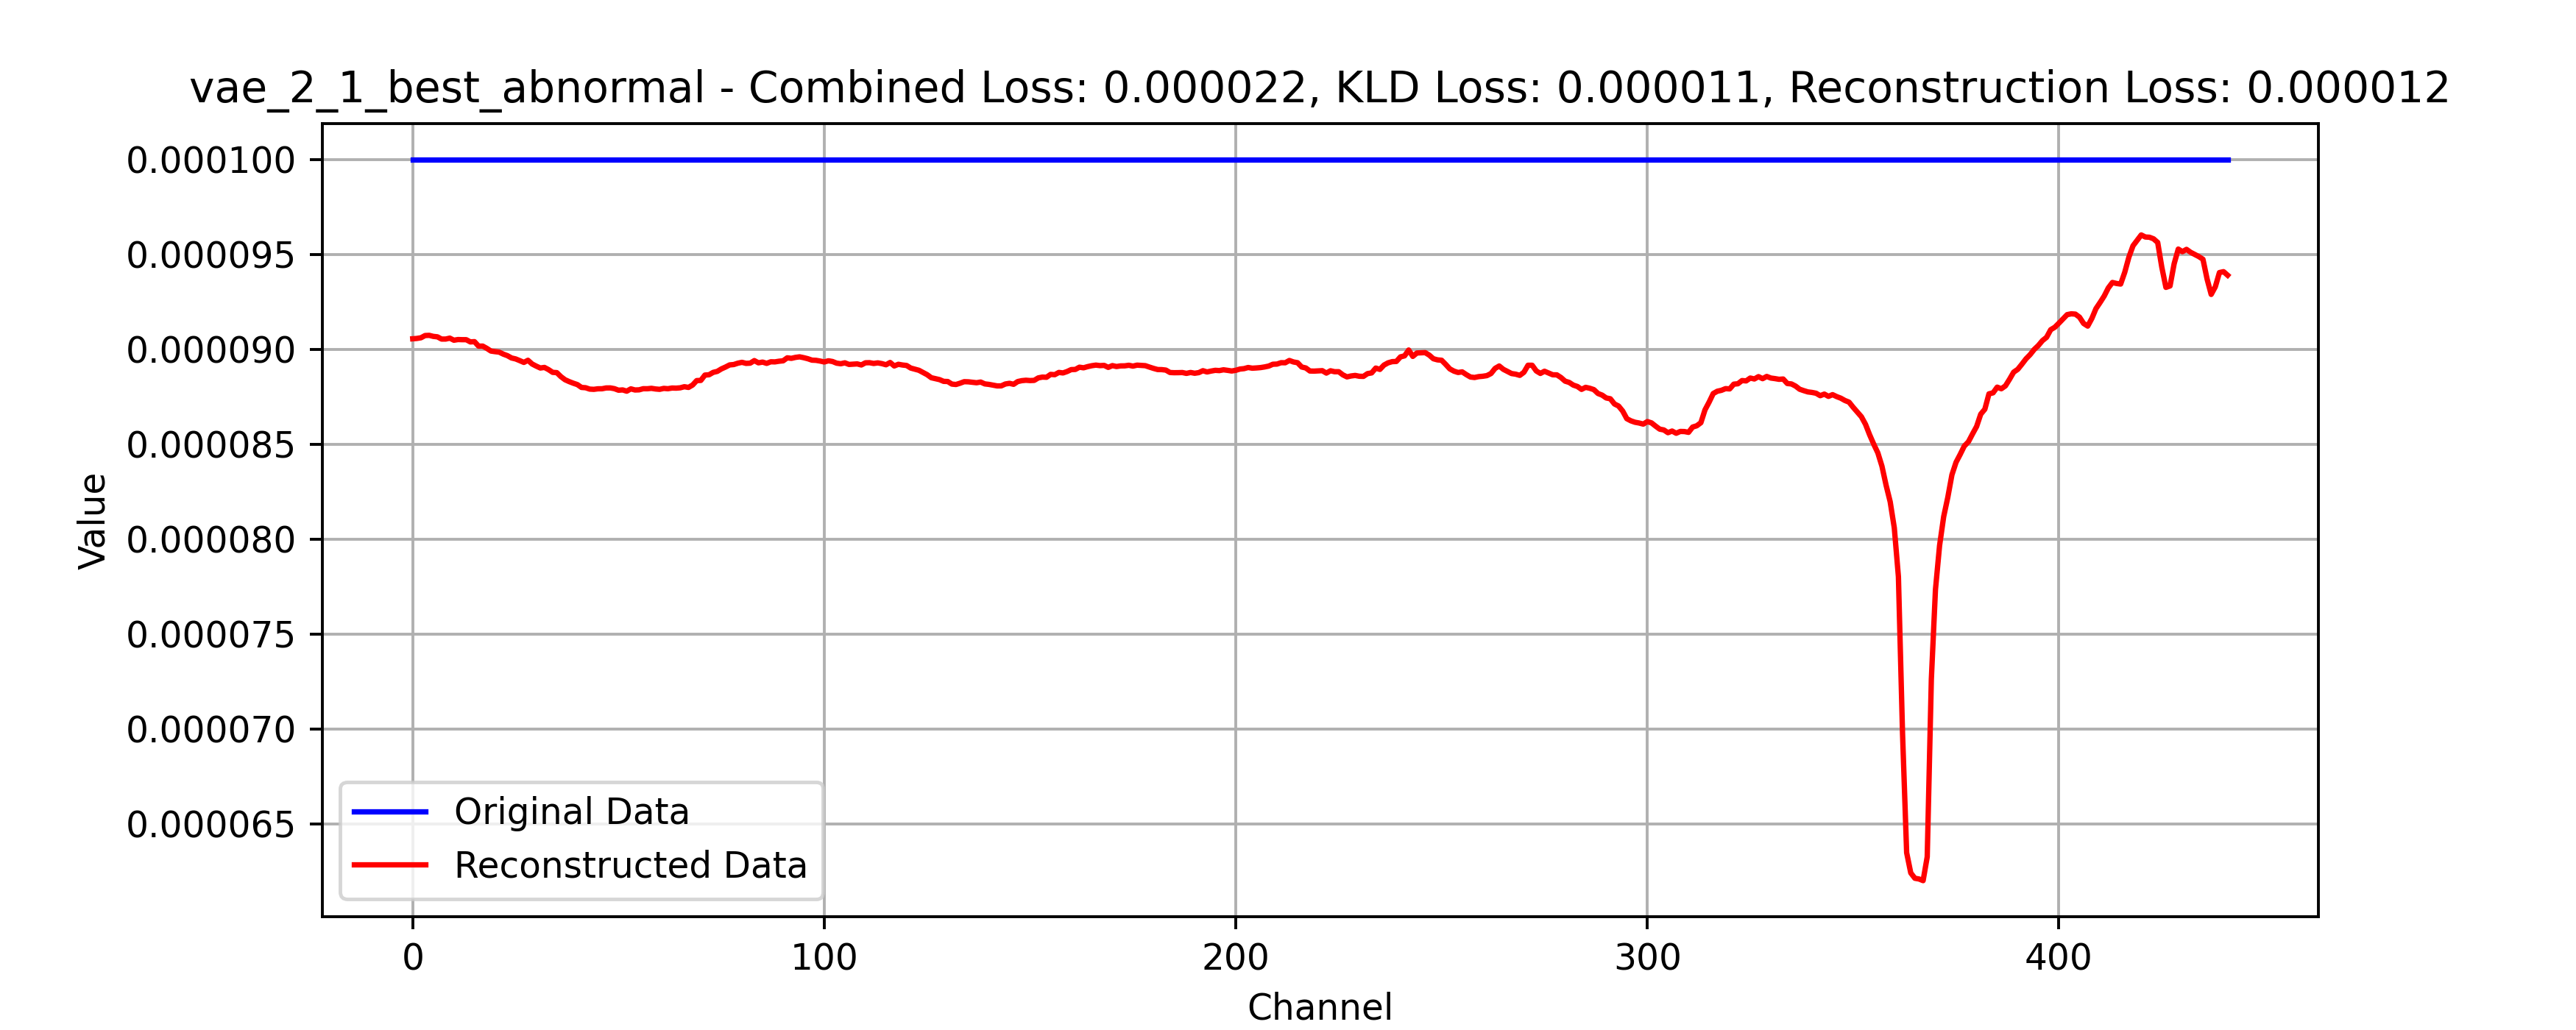 vae_2_1_best_abnormal - Combined Loss: 0.000022, KLD Loss: 0.000011, Reconstruction Loss: 0.000012
0.000100
0.000095
0.000090
0.000085
0.000080
0.000075
0.000070
0.000065
Value
Original Data
Reconstructed Data
0 100 200 300 400
Channel